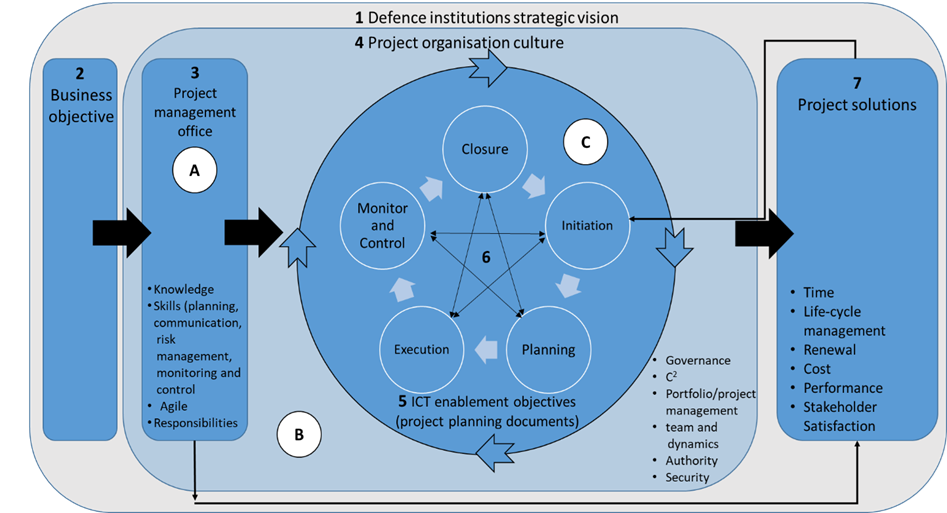 1 Defence institutions strategic vision
4 Project organisation culture
2
Business
objective
3
Project
management
office
A
• Knowledge
• Skills (planning,
communication,
risk
management,
monitoring and
control
• Agile
• Responsibilities
B
Closure
C
Monitor
and
Control
Initiation
6
Execution
Planning
5 ICT enablement objectives
(project planning documents)
• Governance
• C²
• Portfolio/project
management
• team and
dynamics
• Authority
• Security
7
Project solutions
• Time
• Life-cycle
management
• Renewal
• Cost
• Performance
• Stakeholder
Satisfaction